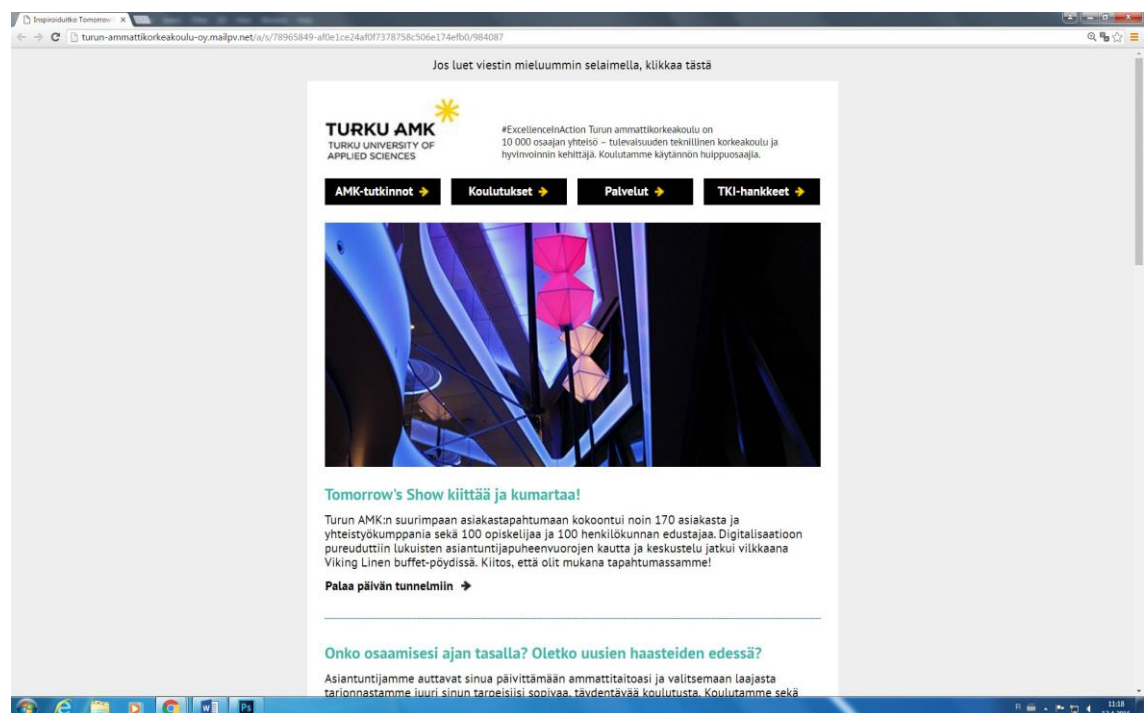 Inspiroiduitko Tomorrow
turun-ammattikorkeakoulu-oy.mailpv.net/a/s/78965849-af0e1ce24af0f7378758c506e174efb0/984087
Jos luet viestin mieluummin selaimella, klikkaa tästä
TURKU AMK
TURKU UNIVERSITY OF
APPLIED SCIENCES
#ExcellenceInAction Turun ammattikorkeakoulu on
10 000 osaajan yhteisö – tulevaisuuden teknillinen korkeakoulu ja
hyvinvoinnin kehittäjä. Koulutamme käytännön huippuosaajia.
AMK-tutkinnot → Koulutukset → Palvelut → TKI-hankkeet →
Tomorrow's Show kiittää ja kumartaa!
Turun AMK:n suurimpaan asiakastapahtumaan kokoontui noin 170 asiakasta ja
yhteistyökumppania sekä 100 opiskelijaa ja 100 henkilökunnan edustajaa. Digitalisaatioon
pureuduttiin lukuisten asiantuntijapuheenvuorojen kautta ja keskustelu jatkui vilkkaana
Viking Linen buffet-pöydissä. Kiitos, että olit mukana tapahtumassamme!
Palaa päivän tunnelmiin →
Onko osaamisesi ajan tasalla? Oletko uusien haasteiden edessä?
Asiantuntijamme auttavat sinua päivittämään ammattitaitoasi ja valitsemaan laajasta
tarjonnastamme juuri sinun tarpeisiisi sopivaa, täydentävää koulutusta. Koulutamme sekä
FI
11:18